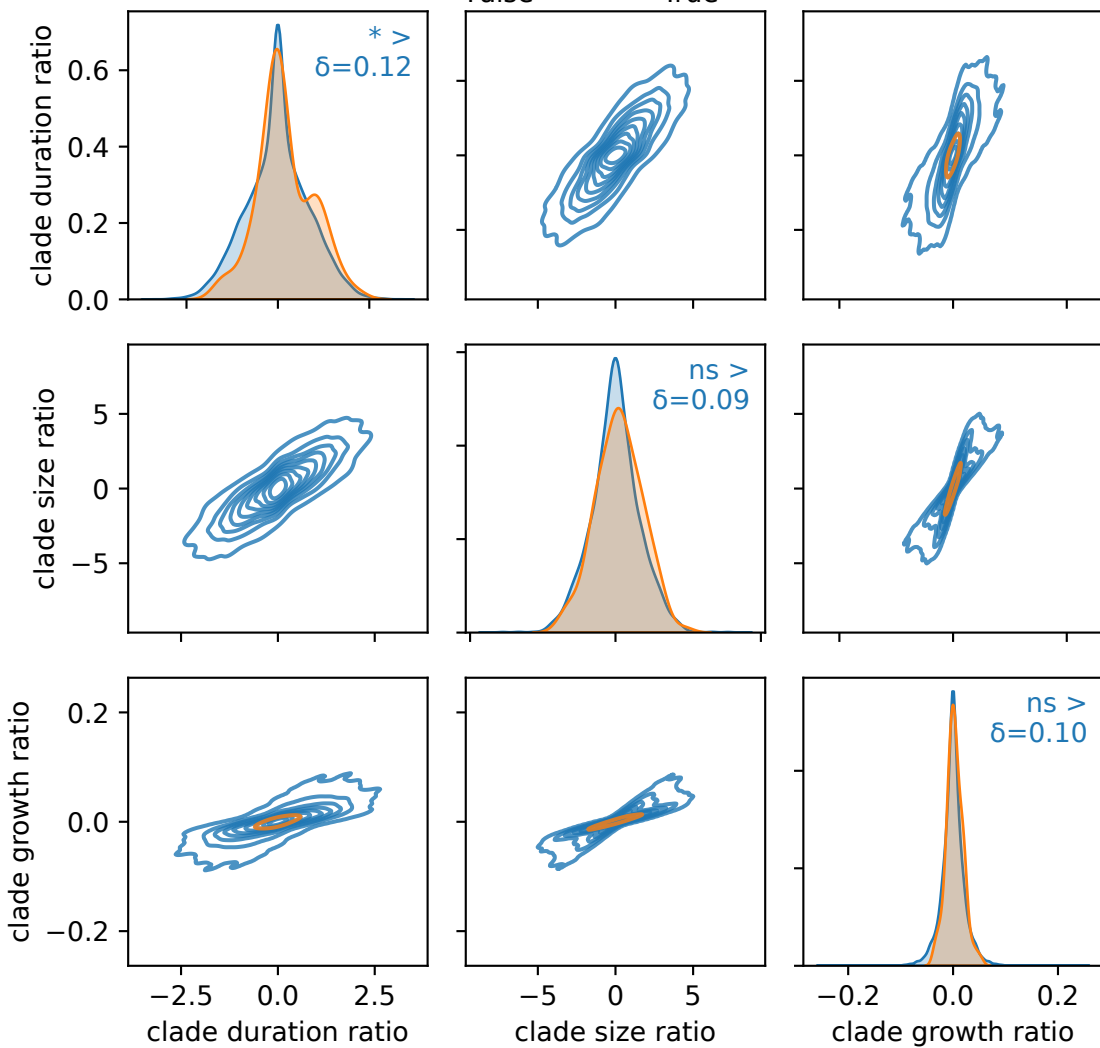 * >
δ=0.12
clade duration ratio
0.6
0.4
0.2
0.0
ns >
δ=0.09
clade size ratio
5
0
−5
ns >
δ=0.10
clade growth ratio
0.2
0.0
−0.2
−2.5 0.0 2.5 −5 0 5 −0.2 0.0 0.2
clade duration ratio clade size ratio clade growth ratio